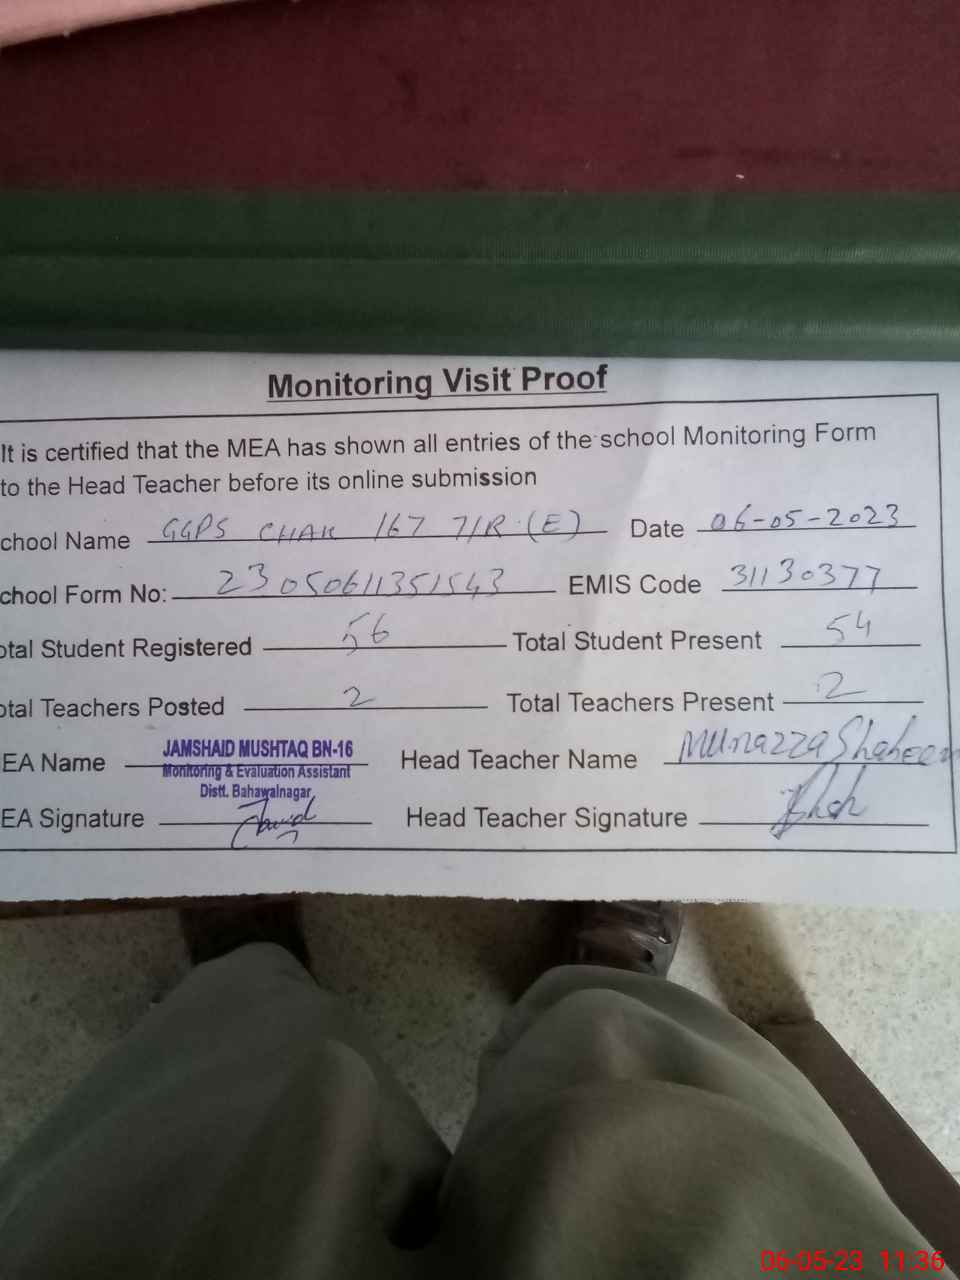 Monitoring Visit Proof
It is certified that the MEA has shown all entries of the school Monitoring Form
to the Head Teacher before its online submission
chool Name GGPS CHAK 167 7/R (E) Date 06-05-2023
chool Form No: 23050611351543 EMIS Code 31130377
otal Student Registered 56 Total Student Present 54
otal Teachers Posted 2 Total Teachers Present 2
EA Name JAMSHAID MUSHTAQ BN-16 Head Teacher Name Munazza Shaheen
Monitoring & Evaluation Assistant
Distt. Bahawalnagar
EA Signature Head Teacher Signature
06-05-23 11:36